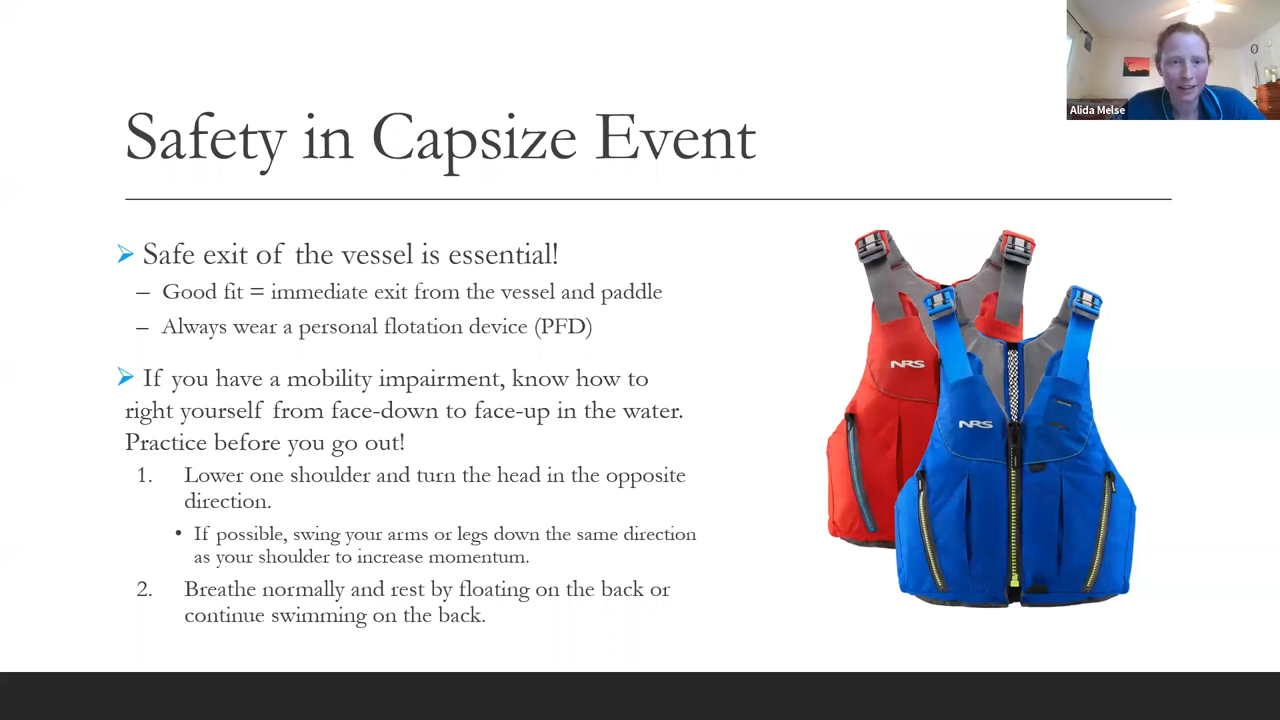 Alida Melse
Safety in Capsize Event
Safe exit of the vessel is essential!
– Good fit = immediate exit from the vessel and paddle
– Always wear a personal flotation device (PFD)
If you have a mobility impairment, know how to
right yourself from face-down to face-up in the water.
Practice before you go out!
1. Lower one shoulder and turn the head in the opposite
direction.
• If possible, swing your arms or legs down the same direction
as your shoulder to increase momentum.
2. Breathe normally and rest by floating on the back or
continue swimming on the back.
NRS
NRS